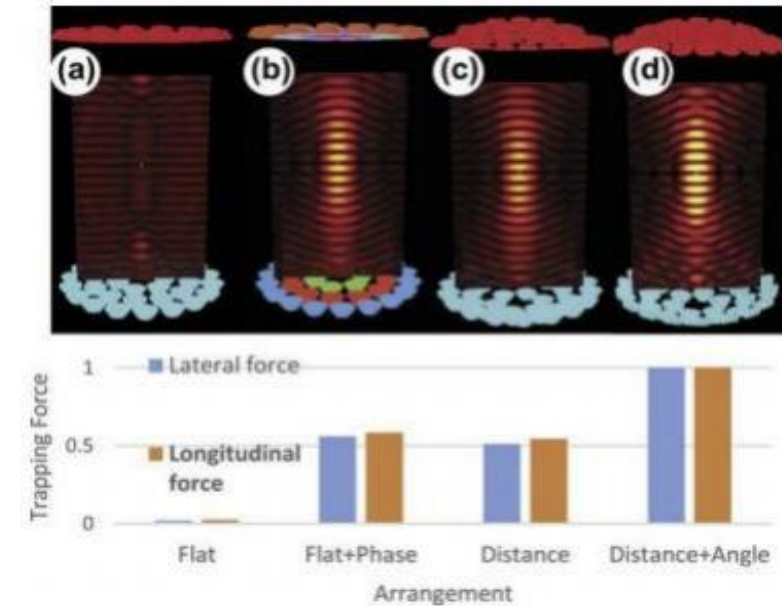 (a)
(b)
(c)
(d)
Trapping Force
1
0.5
0
Lateral force
Longitudinal
force
Flat
Flat+Phase
Distance
Distance+Angle
Arrangement